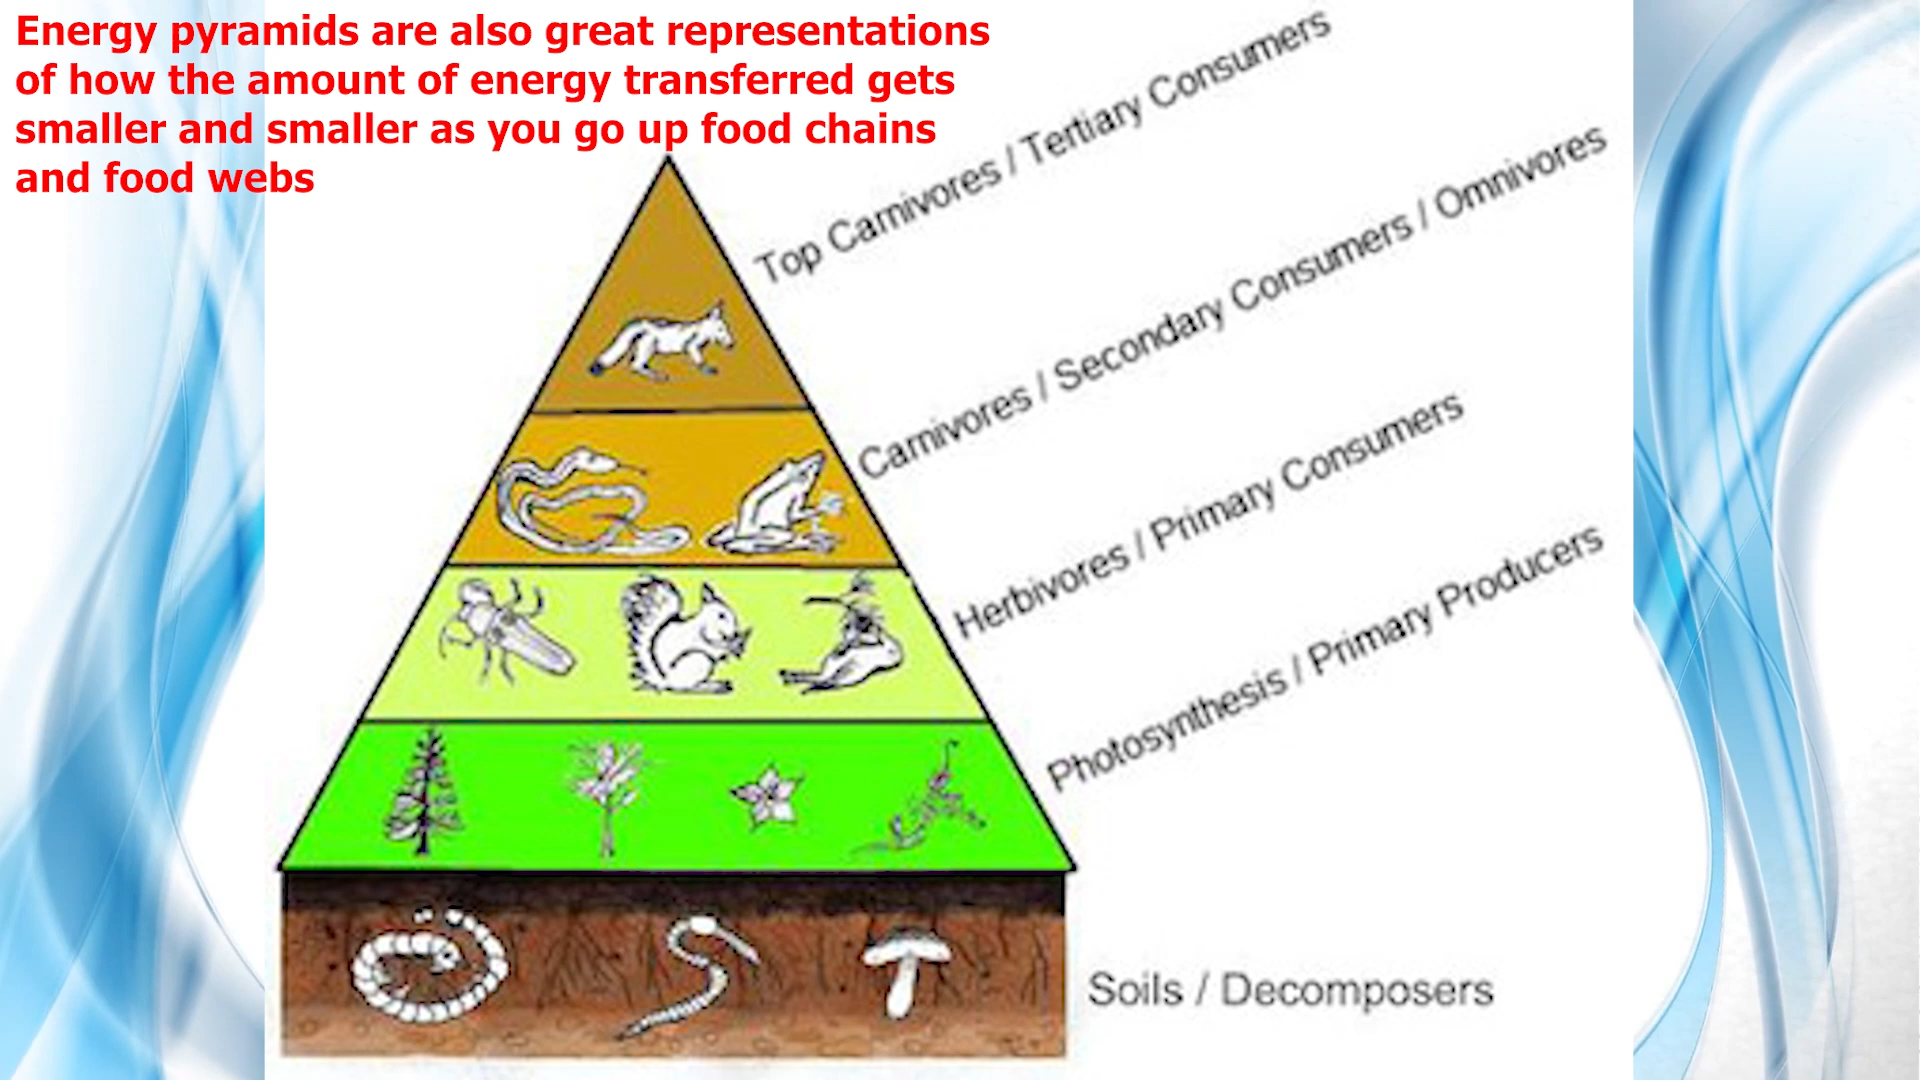 Energy pyramids are also great representations
of how the amount of energy transferred gets
smaller and smaller as you go up food chains
and food webs
Top Carnivores / Tertiary Consumers
Carnivores / Secondary Consumers / Omnivores
Herbivores / Primary Consumers
Photosynthesis / Primary Producers
Soils / Decomposers